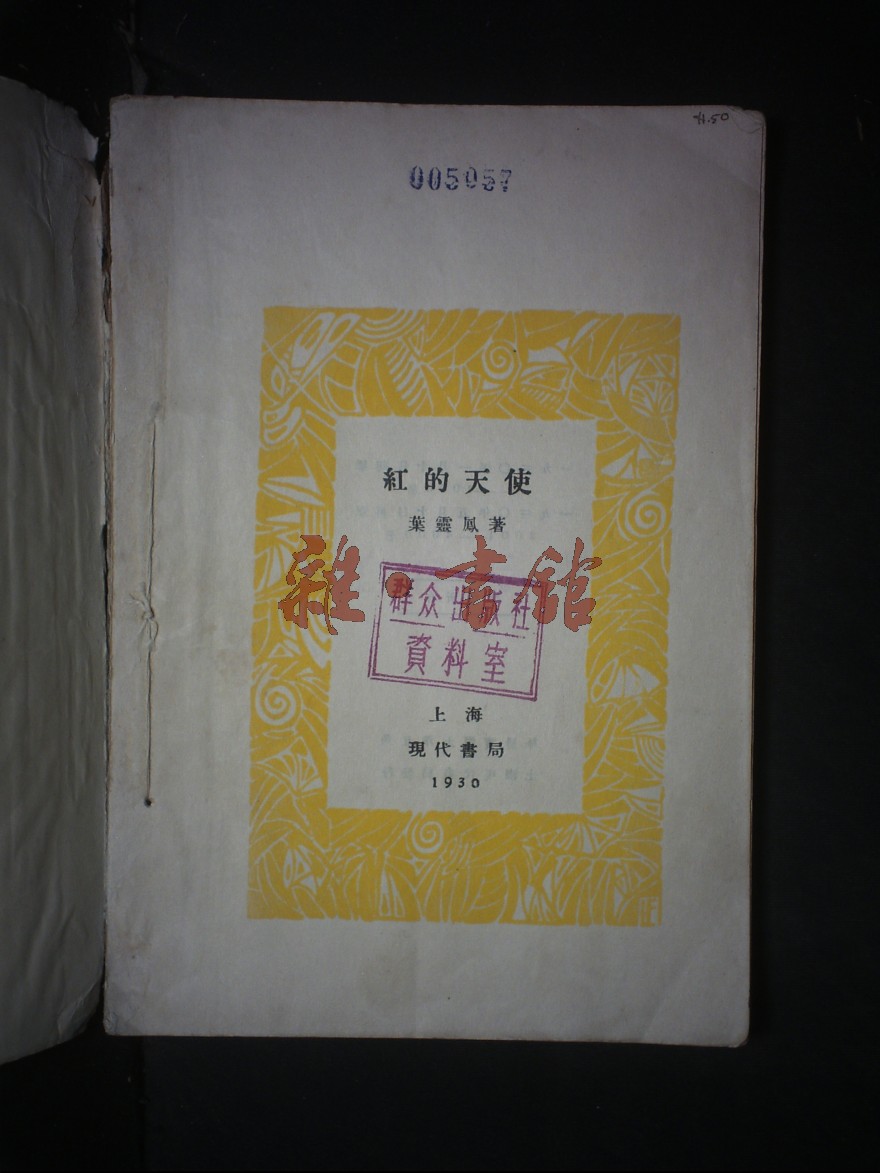 H.50
005057
紅的天使
葉靈鳳著
雜·書館
群众出版社
資料室
上海
現代書局
1930